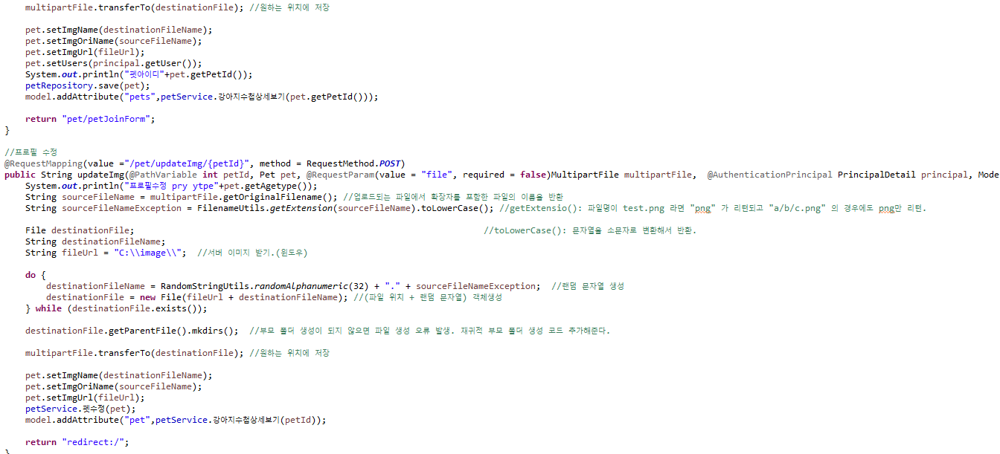 multipartFile.transferTo(destinationFile); //원하는 위치에 저장
pet.setImgName(destinationFileName);
pet.setImgOriName(sourceFileName);
pet.setImgUrl(fileUrl);
pet.setUsers(principal.getUser());
System.out.println("펫아이디"+pet.getPetId());
petRepository.save(pet);
model.addAttribute("pets",petService.강아지수첩상세보기(pet.getPetId()));
return "pet/petJoinForm";
}
//프로필 수정
@RequestMapping(value ="/pet/updateImg/{petId}", method = RequestMethod.POST)
public String updateImg(@PathVariable int petId, Pet pet, @RequestParam(value = "file", required = false)MultipartFile multipartFile, @AuthenticationPrincipal PrincipalDetail principal, Mode
System.out.println("프로필수정 pry ytpe"+pet.getAgetype());
String sourceFileName = multipartFile.getOriginalFilename(); //업로드되는 파일에서 확장자를 포함한 파일의 이름을 반환
String sourceFileNameException = FilenameUtils.getExtension(sourceFileName).toLowerCase(); //getExtensio(): 파일명이 test.png 라면 "png" 가 리턴되고 "a/b/c.png" 의 경우에도 png만 리턴.
File destinationFile; //toLowerCase(): 문자열을 소문자로 변환해서 반환.
String destinationFileName;
String fileUrl = "C:\\image\\"; //서버 이미지 받기.(윈도우)
do {
destinationFileName = RandomStringUtils.randomAlphanumeric(32) + "." + sourceFileNameException; //랜덤 문자열 생성
destinationFile = new File(fileUrl + destinationFileName); //(파일 위치 + 랜덤 문자열) 객체생성
} while (destinationFile.exists());
destinationFile.getParentFile().mkdirs(); //부모 폴더 생성이 되지 않으면 파일 생성 오류 발생. 재귀적 부모 폴더 생성 코드 추가해준다.
multipartFile.transferTo(destinationFile); //원하는 위치에 저장
pet.setImgName(destinationFileName);
pet.setImgOriName(sourceFileName);
pet.setImgUrl(fileUrl);
petService.펫수정(pet);
model.addAttribute("pet",petService.강아지수첩상세보기(petId));
return "redirect:/";
}